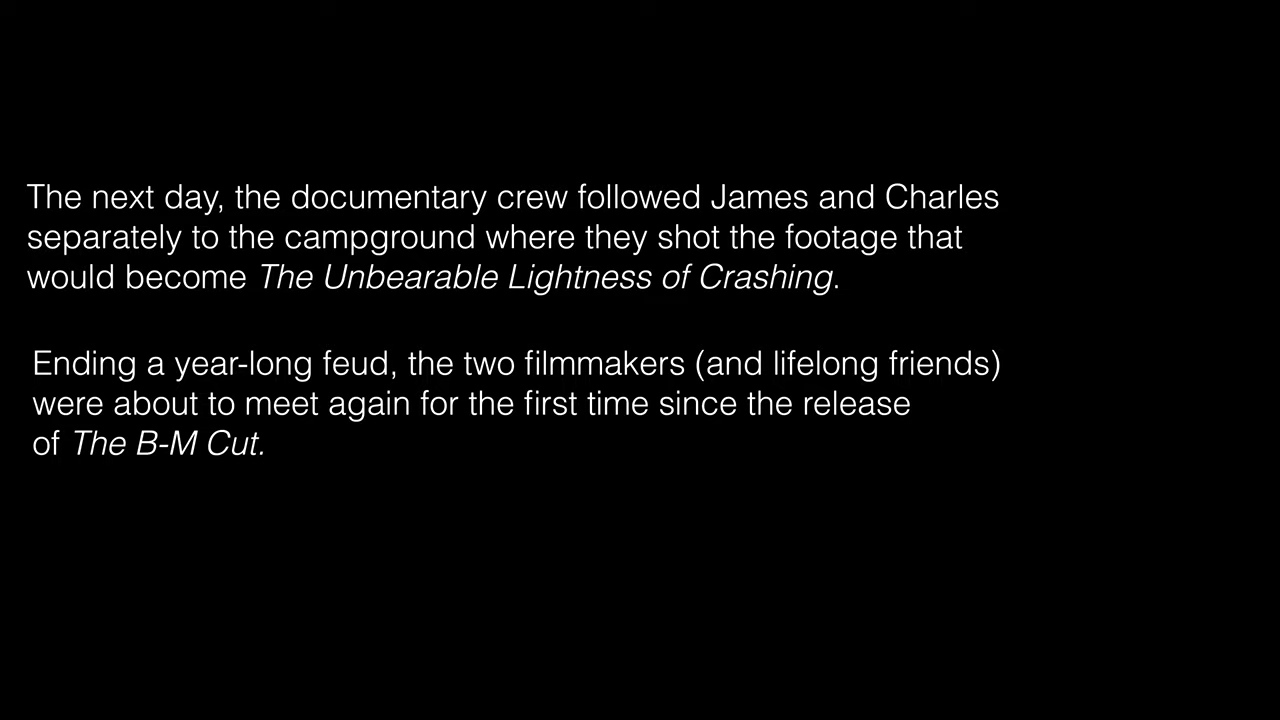 The next day, the documentary crew followed James and Charles
separately to the campground where they shot the footage that
would become The Unbearable Lightness of Crashing.
Ending a year-long feud, the two filmmakers (and lifelong friends)
were about to meet again for the first time since the release
of The B-M Cut.